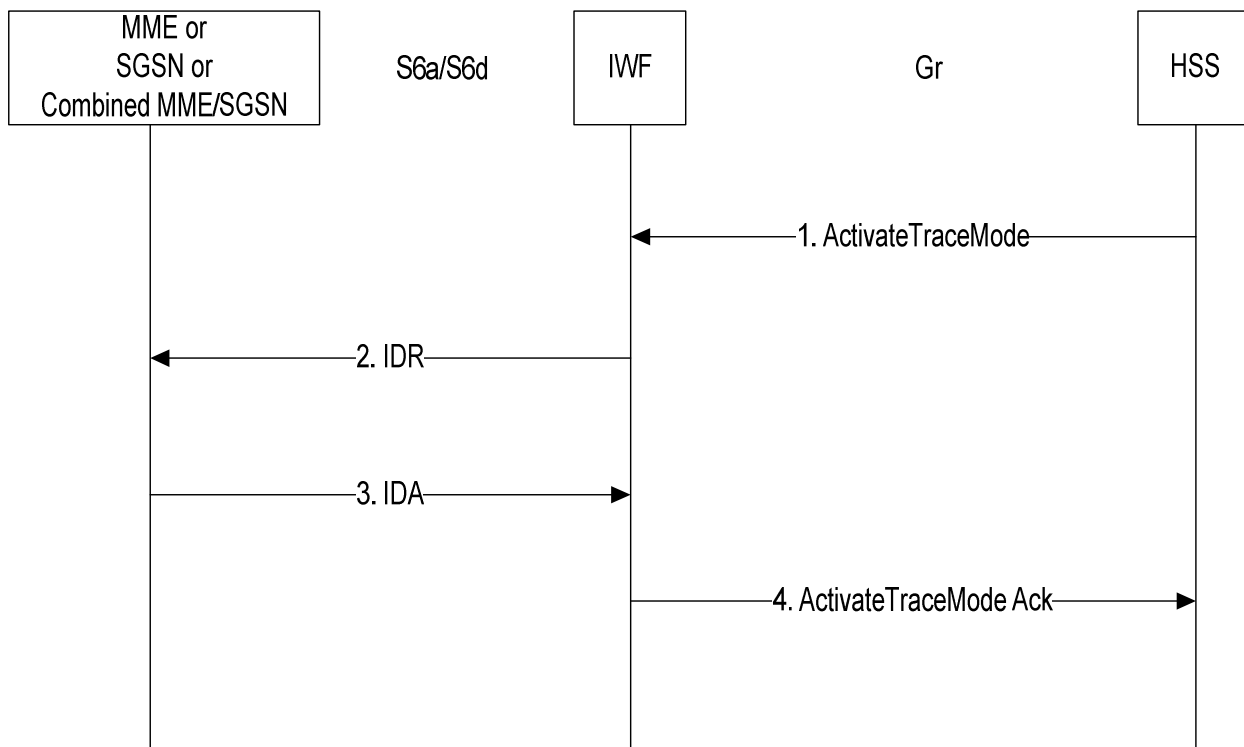 MME or
SGSN or
Combined MME/SGSN
S6a/S6d
IWF
Gr
HSS
1. ActivateTraceMode
2. IDR
3. IDA
4. ActivateTraceMode Ack